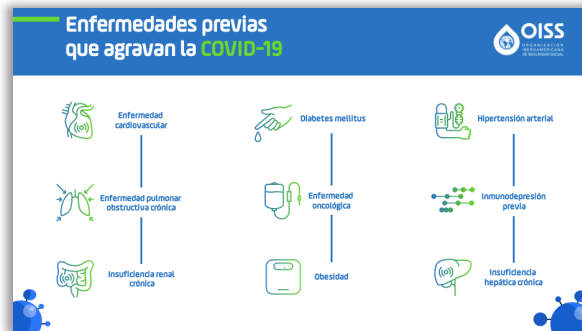 Enfermedades previas
que agravan la COVID-19
OISS
ORGANIZACIÓN
IBEROAMERICANA
DE SEGURIDAD SOCIAL
Enfermedad
cardiovascular
Diabetes mellitus
Hipertensión arterial
Enfermedad pulmonar
obstructiva crónica
Enfermedad
oncológica
Inmunodepresión
previa
Insuficiencia renal
crónica
Obesidad
Insuficiencia
hepática crónica